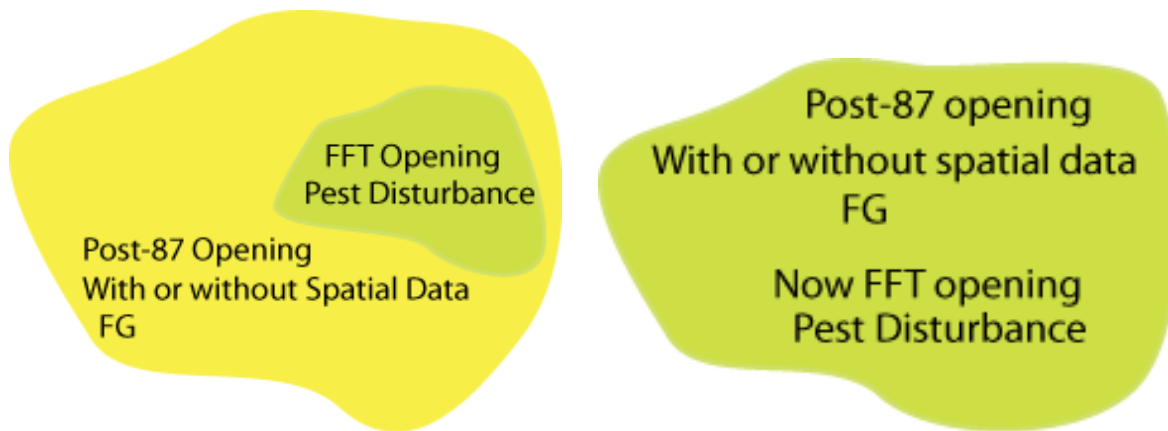 FFT Opening
Pest Disturbance
Post-87 Opening
With or without Spatial Data
FG
Post-87 opening
With or without spatial data
FG
Now FFT opening
Pest Disturbance